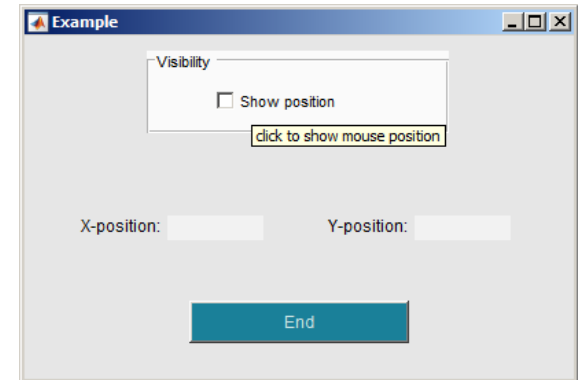 Example
Visibility
Show position
click to show mouse position
X-position: Y-position:
End